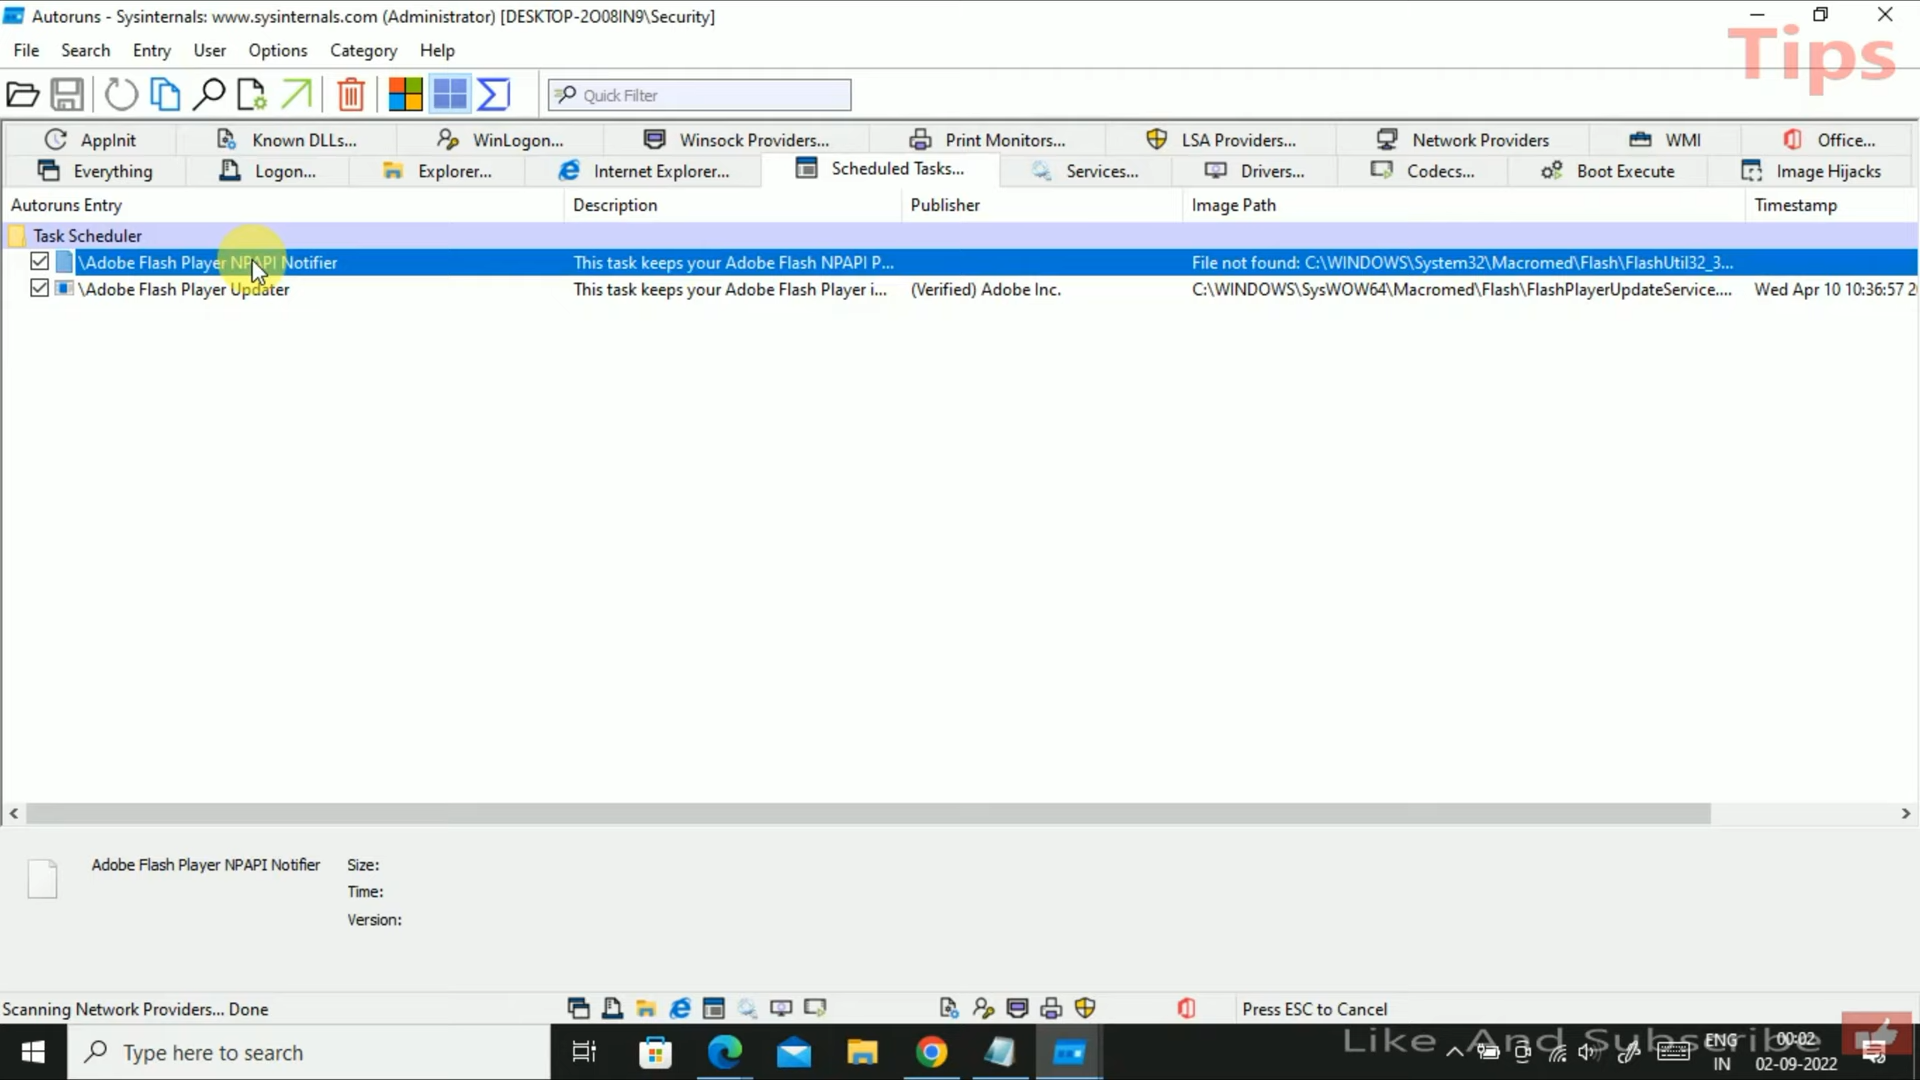 Autoruns - Sysinternals: www.sysinternals.com (Administrator) [DESKTOP-2O08IN9\Security]
Tips
File Search Entry User Options Category Help
Quick Filter
AppInit Known DLLs... WinLogon... Winsock Providers... Print Monitors... LSA Providers... Network Providers WMI Office...
Everything Logon... Explorer... Internet Explorer... Scheduled Tasks... Services... Drivers... Codecs... Boot Execute Image Hijacks
Autoruns Entry Description Publisher Image Path Timestamp
Task Scheduler
\Adobe Flash Player NPAPI Notifier This task keeps your Adobe Flash NPAPI P... File not found: C:\WINDOWS\System32\Macromed\Flash\FlashUtil32_3...
\Adobe Flash Player Updater This task keeps your Adobe Flash Player i... (Verified) Adobe Inc. C:\WINDOWS\SysWOW64\Macromed\Flash\FlashPlayerUpdateService.... Wed Apr 10 10:36:57 2
Adobe Flash Player NPAPI Notifier Size:
Time:
Version:
Scanning Network Providers... Done Press ESC to Cancel
Like And Subscribe
Type here to search ENG 00:02
IN 02-09-2022